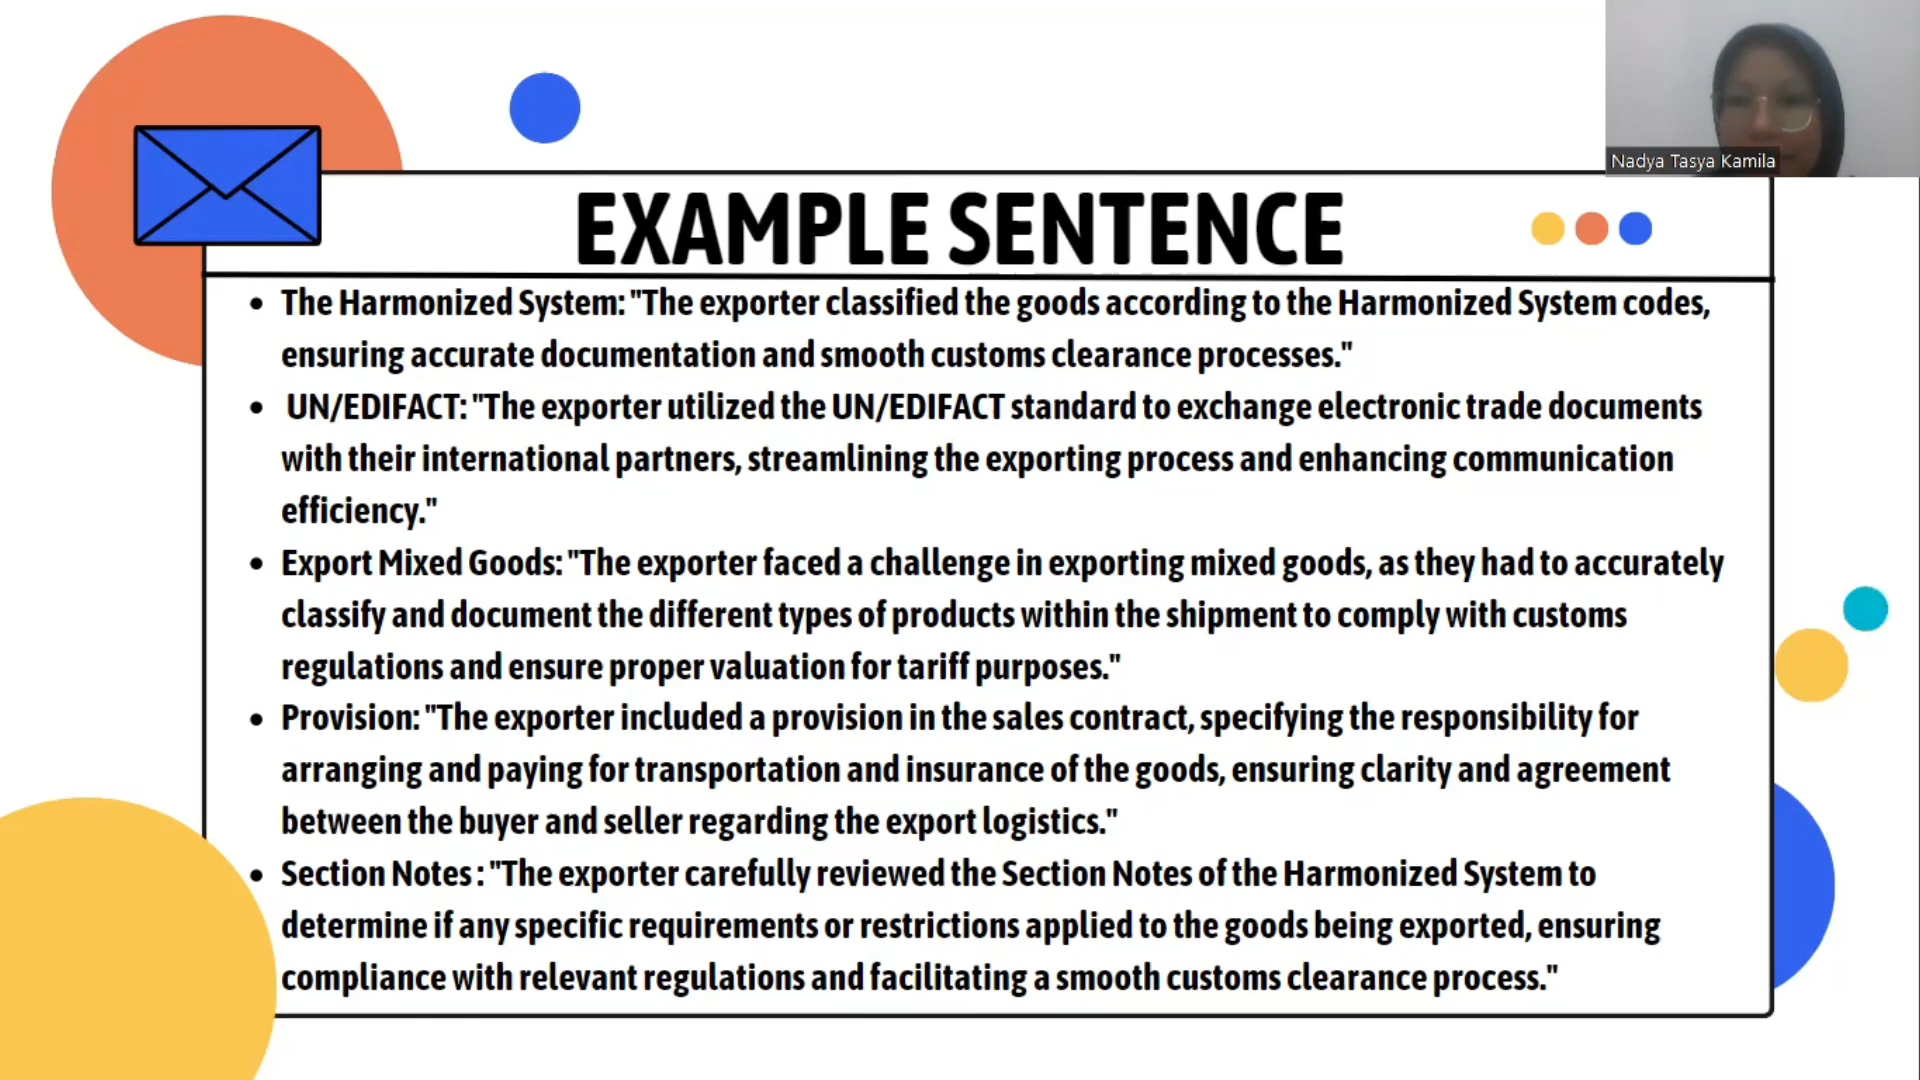 Nadya Tasya Kamila
EXAMPLE SENTENCE
• The Harmonized System: "The exporter classified the goods according to the Harmonized System codes,
ensuring accurate documentation and smooth customs clearance processes."
• UN/EDIFACT: "The exporter utilized the UN/EDIFACT standard to exchange electronic trade documents
with their international partners, streamlining the exporting process and enhancing communication
efficiency."
• Export Mixed Goods: "The exporter faced a challenge in exporting mixed goods, as they had to accurately
classify and document the different types of products within the shipment to comply with customs
regulations and ensure proper valuation for tariff purposes."
• Provision: "The exporter included a provision in the sales contract, specifying the responsibility for
arranging and paying for transportation and insurance of the goods, ensuring clarity and agreement
between the buyer and seller regarding the export logistics."
• Section Notes : "The exporter carefully reviewed the Section Notes of the Harmonized System to
determine if any specific requirements or restrictions applied to the goods being exported, ensuring
compliance with relevant regulations and facilitating a smooth customs clearance process."